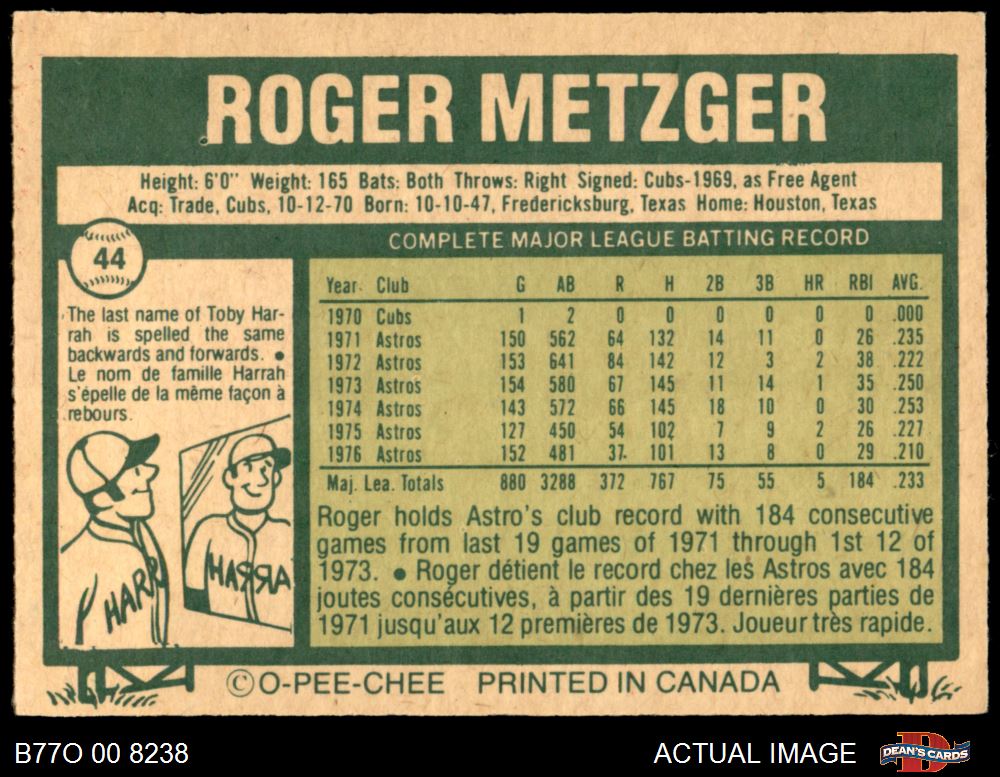 ROGER METZGER
Height: 6'0" Weight: 165 Bats: Both Throws: Right Signed: Cubs-1969, as Free Agent
Acq: Trade, Cubs, 10-12-70 Born: 10-10-47, Fredericksburg, Texas Home: Houston, Texas
44
The last name of Toby Har-
rah is spelled the same
backwards and forwards. ●
Le nom de famille Harrah
s'épelle de la même façon à
rebours.
HARR
HARRA
COMPLETE MAJOR LEAGUE BATTING RECORD
Year Club G AB R H 2B 3B HR RBI AVG.
1970 Cubs 1 2 0 0 0 0 0 0 .000
1971 Astros 150 562 64 132 14 11 0 26 .235
1972 Astros 153 641 84 142 12 3 2 38 .222
1973 Astros 154 580 67 145 11 14 1 35 .250
1974 Astros 143 572 66 145 18 10 0 30 .253
1975 Astros 127 450 54 102 7 9 2 26 .227
1976 Astros 152 481 37 101 13 8 0 29 .210
Maj. Lea. Totals 880 3288 372 767 75 55 5 184 .233
Roger holds Astro's club record with 184 consecutive
games from last 19 games of 1971 through 1st 12 of
1973. ● Roger détient le record chez les Astros avec 184
joutes consécutives, à partir des 19 dernières parties de
1971 jusqu'aux 12 premières de 1973. Joueur très rapide.
©O-PEE-CHEE PRINTED IN CANADA
B77O 00 8238
ACTUAL IMAGE
DEAN'S CARDS